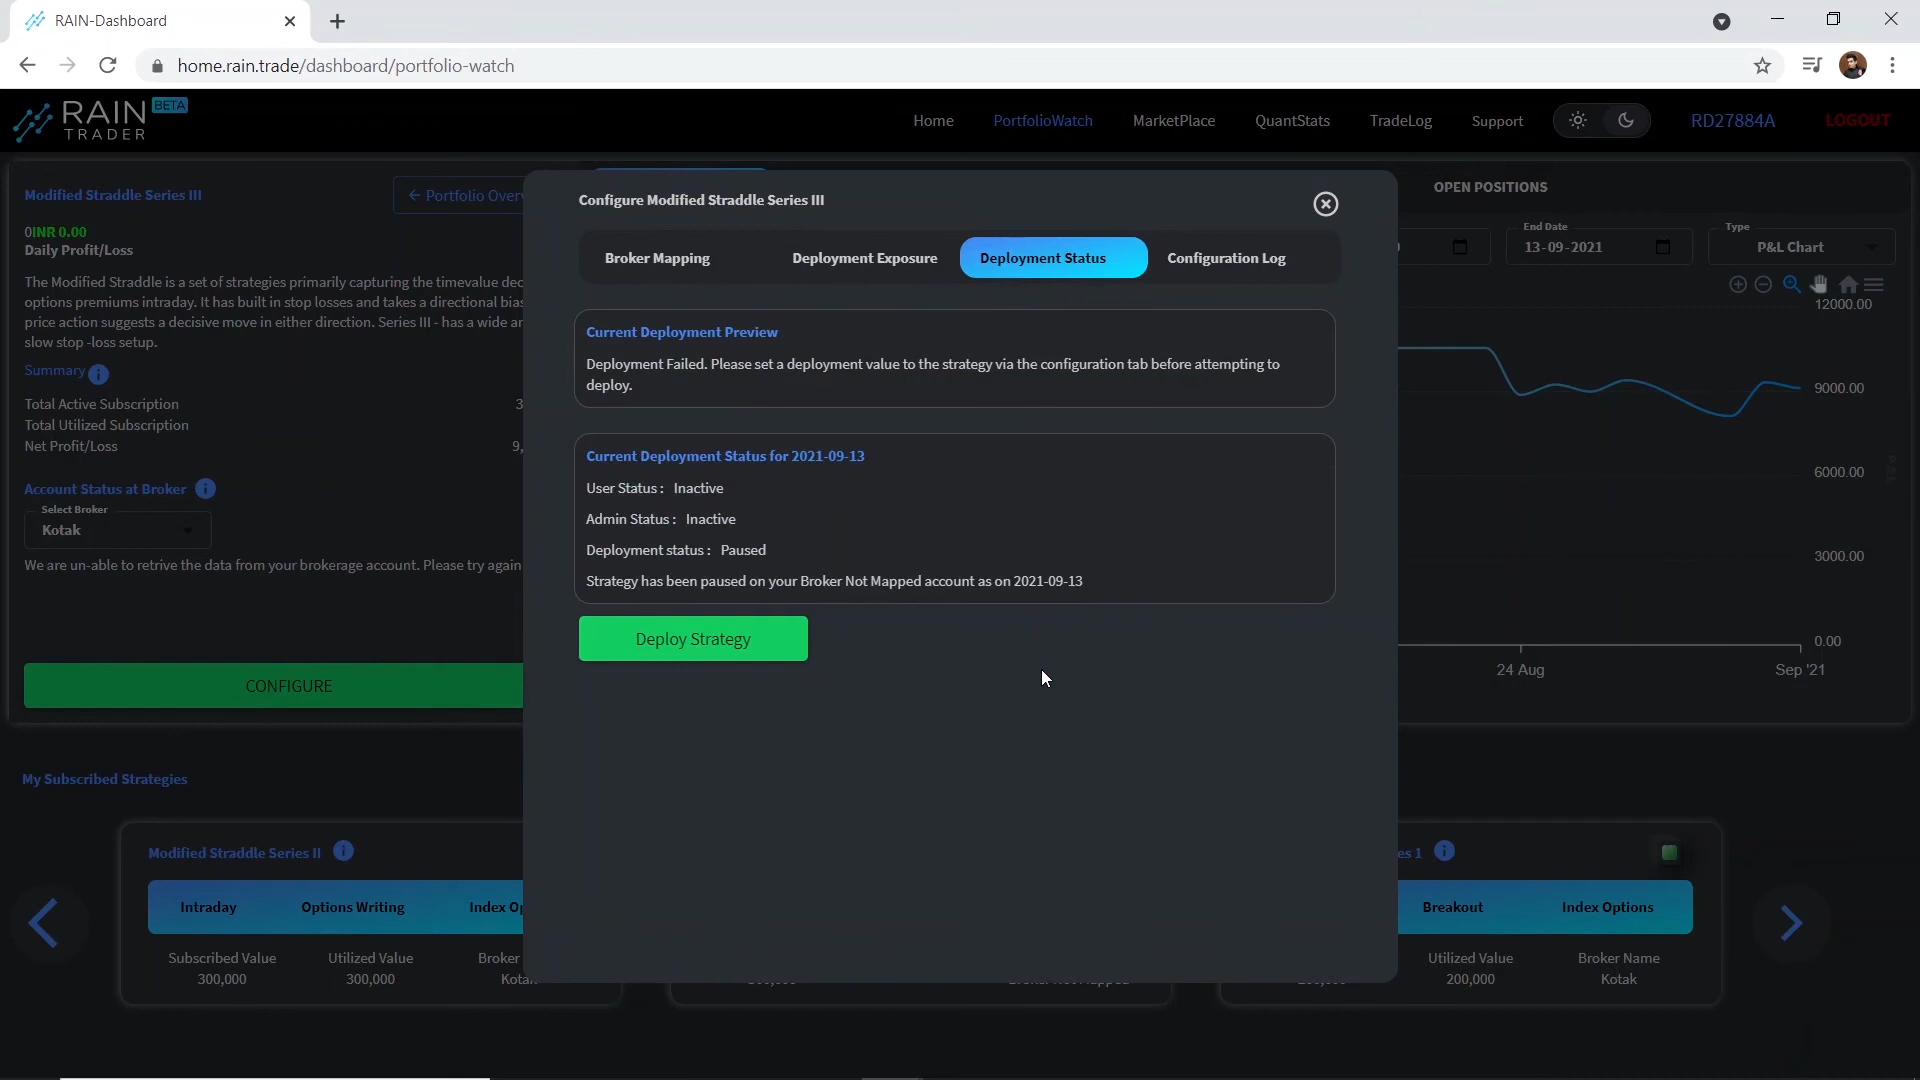 RAIN-Dashboard
home.rain.trade/dashboard/portfolio-watch
RAIN BETA
TRADER
Home PortfolioWatch MarketPlace QuantStats TradeLog Support RD27884A LOGOUT
Modified Straddle Series III
← Portfolio Over
0INR 0.00
Daily Profit/Loss
The Modified Straddle is a set of strategies primarily capturing the timevalue dec
options premiums intraday. It has built in stop losses and takes a directional bias
price action suggests a decisive move in either direction. Series III - has a wide ar
slow stop -loss setup.
Summary
Total Active Subscription 3
Total Utilized Subscription
Net Profit/Loss 9,
Account Status at Broker
Select Broker
Kotak
We are un-able to retrive the data from your brokerage account. Please try again
CONFIGURE
Configure Modified Straddle Series III
Broker Mapping Deployment Exposure Deployment Status Configuration Log
Current Deployment Preview
Deployment Failed. Please set a deployment value to the strategy via the configuration tab before attempting to
deploy.
Current Deployment Status for 2021-09-13
User Status : Inactive
Admin Status : Inactive
Deployment status : Paused
Strategy has been paused on your Broker Not Mapped account as on 2021-09-13
Deploy Strategy
OPEN POSITIONS
End Date
13-09-2021
Type
P&L Chart
12000.00
9000.00
6000.00
3000.00
0.00
24 Aug Sep '21
My Subscribed Strategies
Modified Straddle Series II
Intraday Options Writing Index Op
Subscribed Value Utilized Value Broker
300,000 300,000 Kotak
es 1
Breakout Index Options
Utilized Value Broker Name
200,000 Kotak